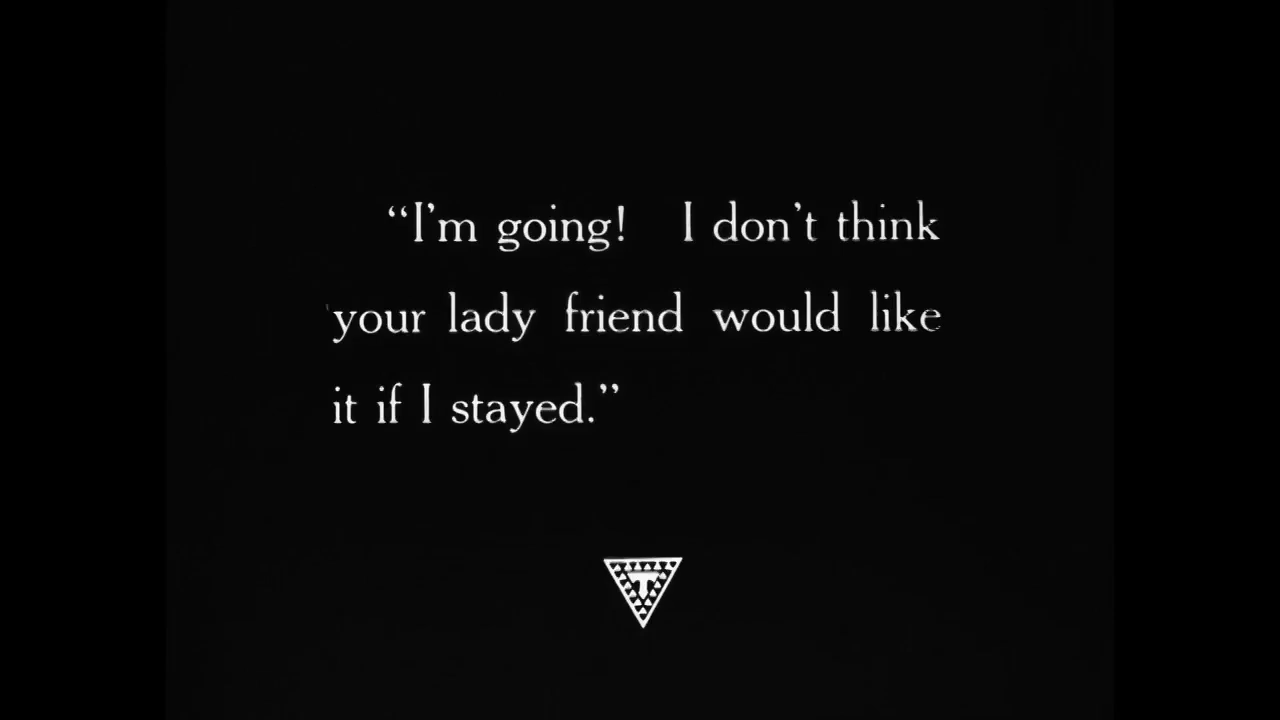 “I’m going! I don’t think
your lady friend would like
it if I stayed.”
T